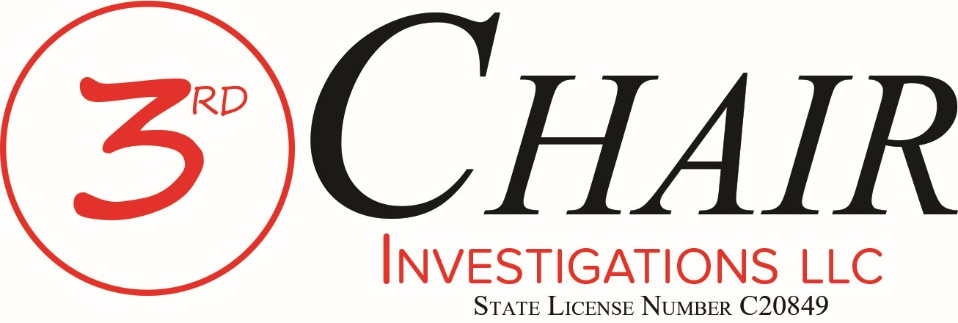 3RD CHAIR
INVESTIGATIONS LLC
STATE LICENSE NUMBER C20849